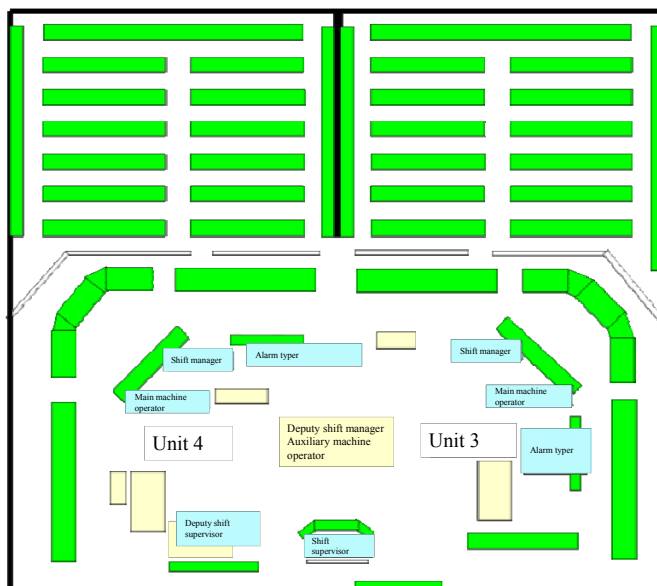 Shift manager
Alarm typer
Shift manager
Main machine
operator
Main machine
operator
Unit 4
Deputy shift manager
Auxiliary machine
operator
Unit 3
Alarm typer
Deputy shift
supervisor
Shift
supervisor